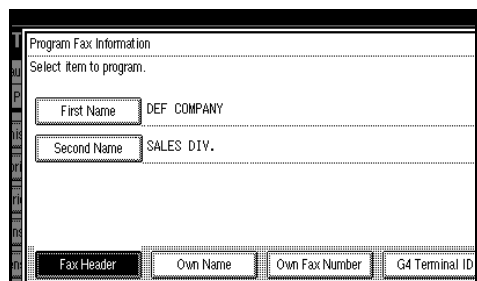 Program Fax Information
Select item to program.
First Name DEF COMPANY
Second Name SALES DIV.
Fax Header Own Name Own Fax Number G4 Terminal ID